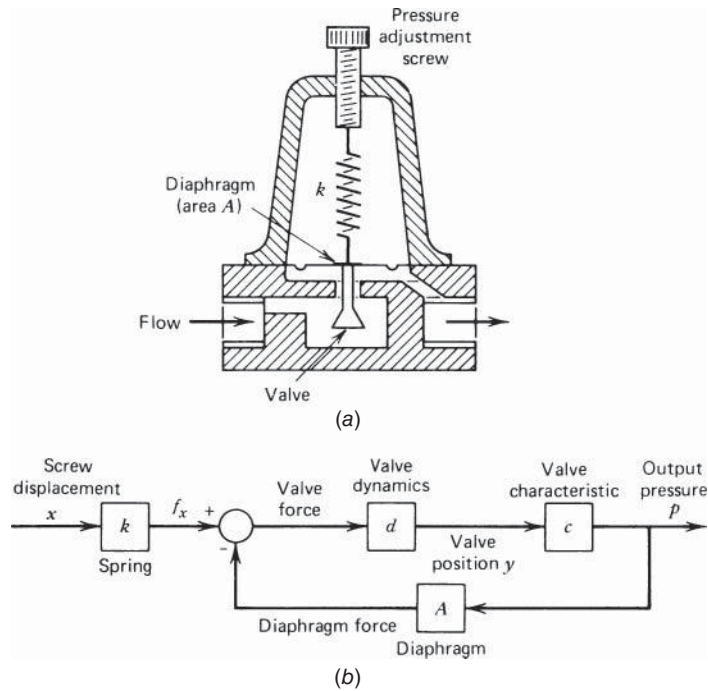 Pressure
adjustment
screw
Diaphragm
(area A)
k
Flow
Valve
(a)
Screw
displacement
x
k
Spring
fx
+
-
Valve
force
Valve
dynamics
d
Valve
position y
Valve
characteristic
c
Output
pressure
p
A
Diaphragm force
Diaphragm
(b)